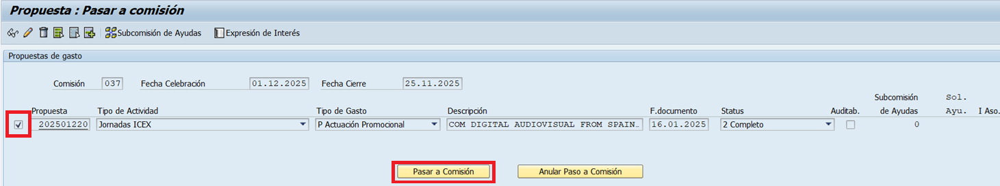 Propuesta : Pasar a comisión
Subcomisión de Ayudas Expresión de Interés
Propuestas de gasto
Comisión 037 Fecha Celebración 01.12.2025 Fecha Cierre 25.11.2025
Subcomisión Sol.
Propuesta Tipo de Actividad Tipo de Gasto Descripción F.documento Status Auditab. de Ayudas Ayu. I Aso.
202501220 Jornadas ICEX P Actuación Promocional COM DIGITAL AUDIOVISUAL FROM SPAIN… 16.01.2025 2 Completo 0
Pasar a Comisión Anular Paso a Comisión